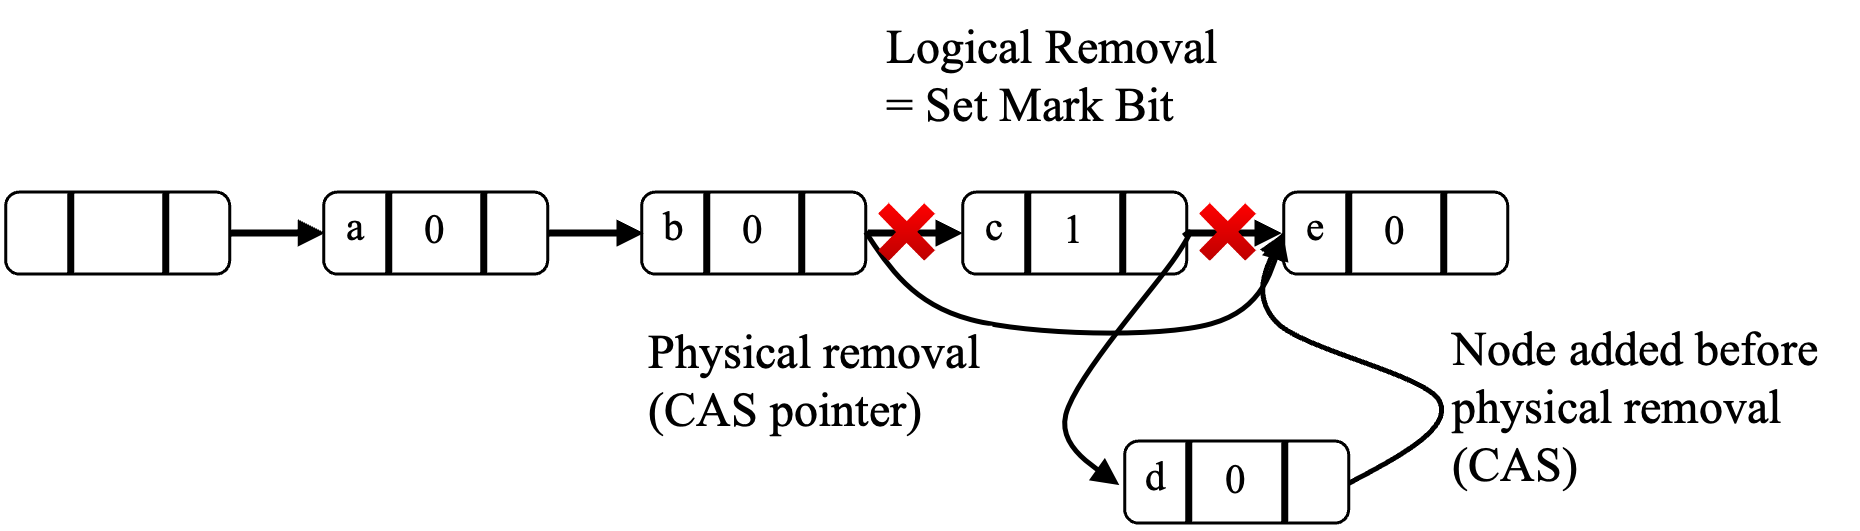 Logical Removal
= Set Mark Bit
a 0 b 0 c 1 e 0
Physical removal
(CAS pointer)
Node added before
physical removal
(CAS)
d 0